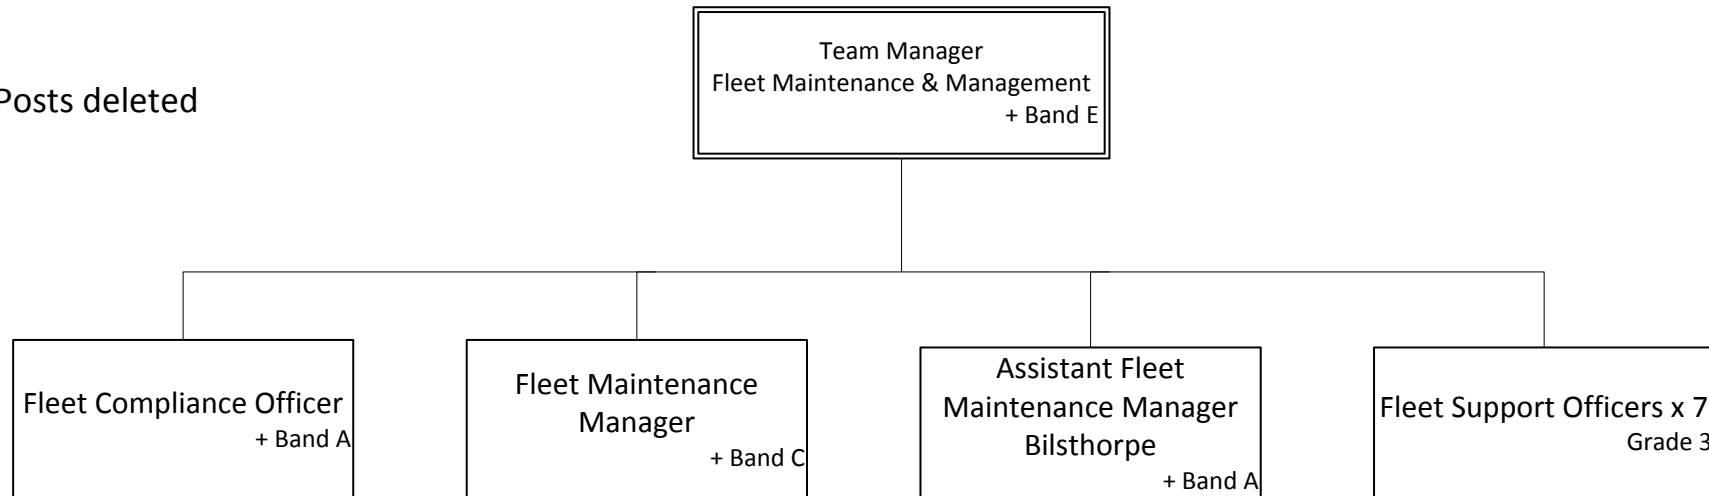 Team Manager
Fleet Maintenance & Management
+ Band E
Posts deleted
Fleet Compliance Officer
+ Band A
Fleet Maintenance
Manager
+ Band C
Assistant Fleet
Maintenance Manager
Bilsthorpe
+ Band A
Fleet Support Officers x 7
Grade 3